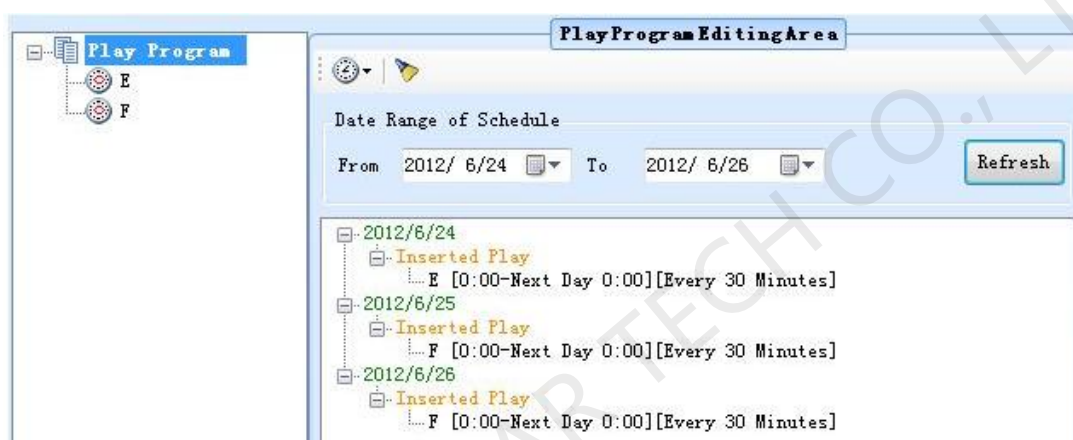 Play Program
E
F
PlayProgramEditingArea
Date Range of Schedule
From 2012/ 6/24 To 2012/ 6/26 Refresh
2012/6/24
Inserted Play
E [0:00-Next Day 0:00][Every 30 Minutes]
2012/6/25
Inserted Play
F [0:00-Next Day 0:00][Every 30 Minutes]
2012/6/26
Inserted Play
F [0:00-Next Day 0:00][Every 30 Minutes]
AR TECH CO., L